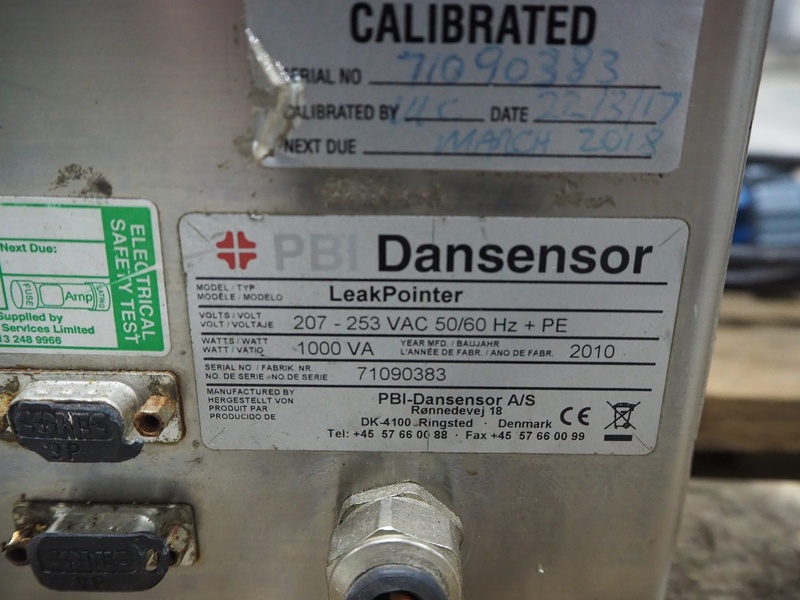 CALIBRATED
SERIAL NO 71090383
CALIBRATED BY DATE 22/3/17
NEXT DUE MARCH 2018
ELECTRICAL
SAFETY TEST
Next Due:
FUSE Amp RATING
Supplied by
Services Limited
13 248 9966
PBI Dansensor
MODEL / TYP
MODÈLE / MODELO LeakPointer
VOLTS / VOLT
VOLT / VOLTAJE 207 - 253 VAC 50/60 Hz + PE
WATTS / WATT
WATT / VATIO 1000 VA
YEAR MFD. / BAUJAHR
L'ANNÉE DE FABR. / ANO DE FABR. 2010
SERIAL NO. / FABRIK. NR.
NO. DE SERIE - NO. DE SERIE 71090383
MANUFACTURED BY
HERGESTELLT VON
PRODUIT PAR
PRODUCIDO DE
PBI-Dansensor A/S
Rønnedevej 18
DK-4100 Ringsted · Denmark
Tel: +45 57 66 00 88 · Fax +45 57 66 00 99
CE